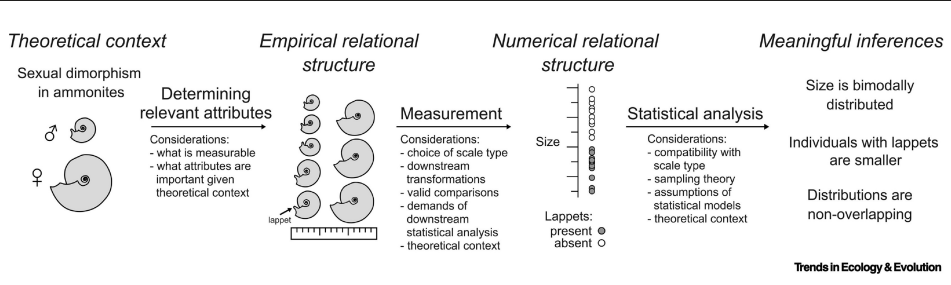 Theoretical context
Sexual dimorphism
in ammonites
♂
♀
Determining
relevant attributes
Considerations:
- what is measurable
- what attributes are
important given
theoretical context
Empirical relational
structure
lappet
Measurement
Considerations:
- choice of scale type
- downstream
transformations
- valid comparisons
- demands of
downstream
statistical analysis
- theoretical context
Numerical relational
structure
Size
Lappets:
present
absent
Statistical analysis
Considerations:
- compatibility with
scale type
- sampling theory
- assumptions of
statistical models
- theoretical context
Meaningful inferences
Size is bimodally
distributed
Individuals with lappets
are smaller
Distributions are
non-overlapping
Trends in Ecology & Evolution